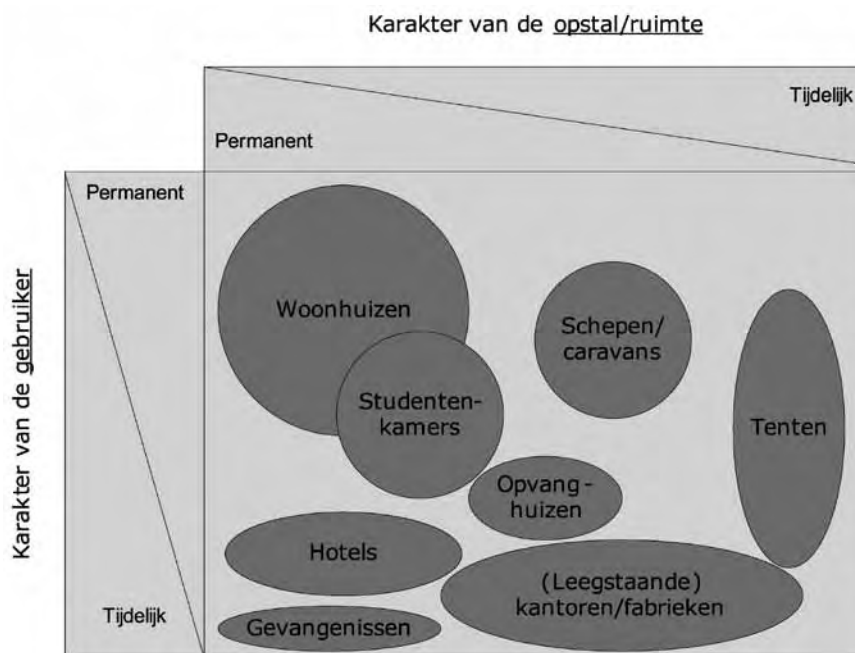 Karakter van de opstal/ruimte
Tijdelijk
Permanent
Permanent
Karakter van de gebruiker
Woonhuizen
Schepen/
caravans
Studenten-
kamers
Tenten
Opvang-
huizen
Hotels
(Leegstaande)
kantoren/fabrieken
Tijdelijk
Gevangenissen